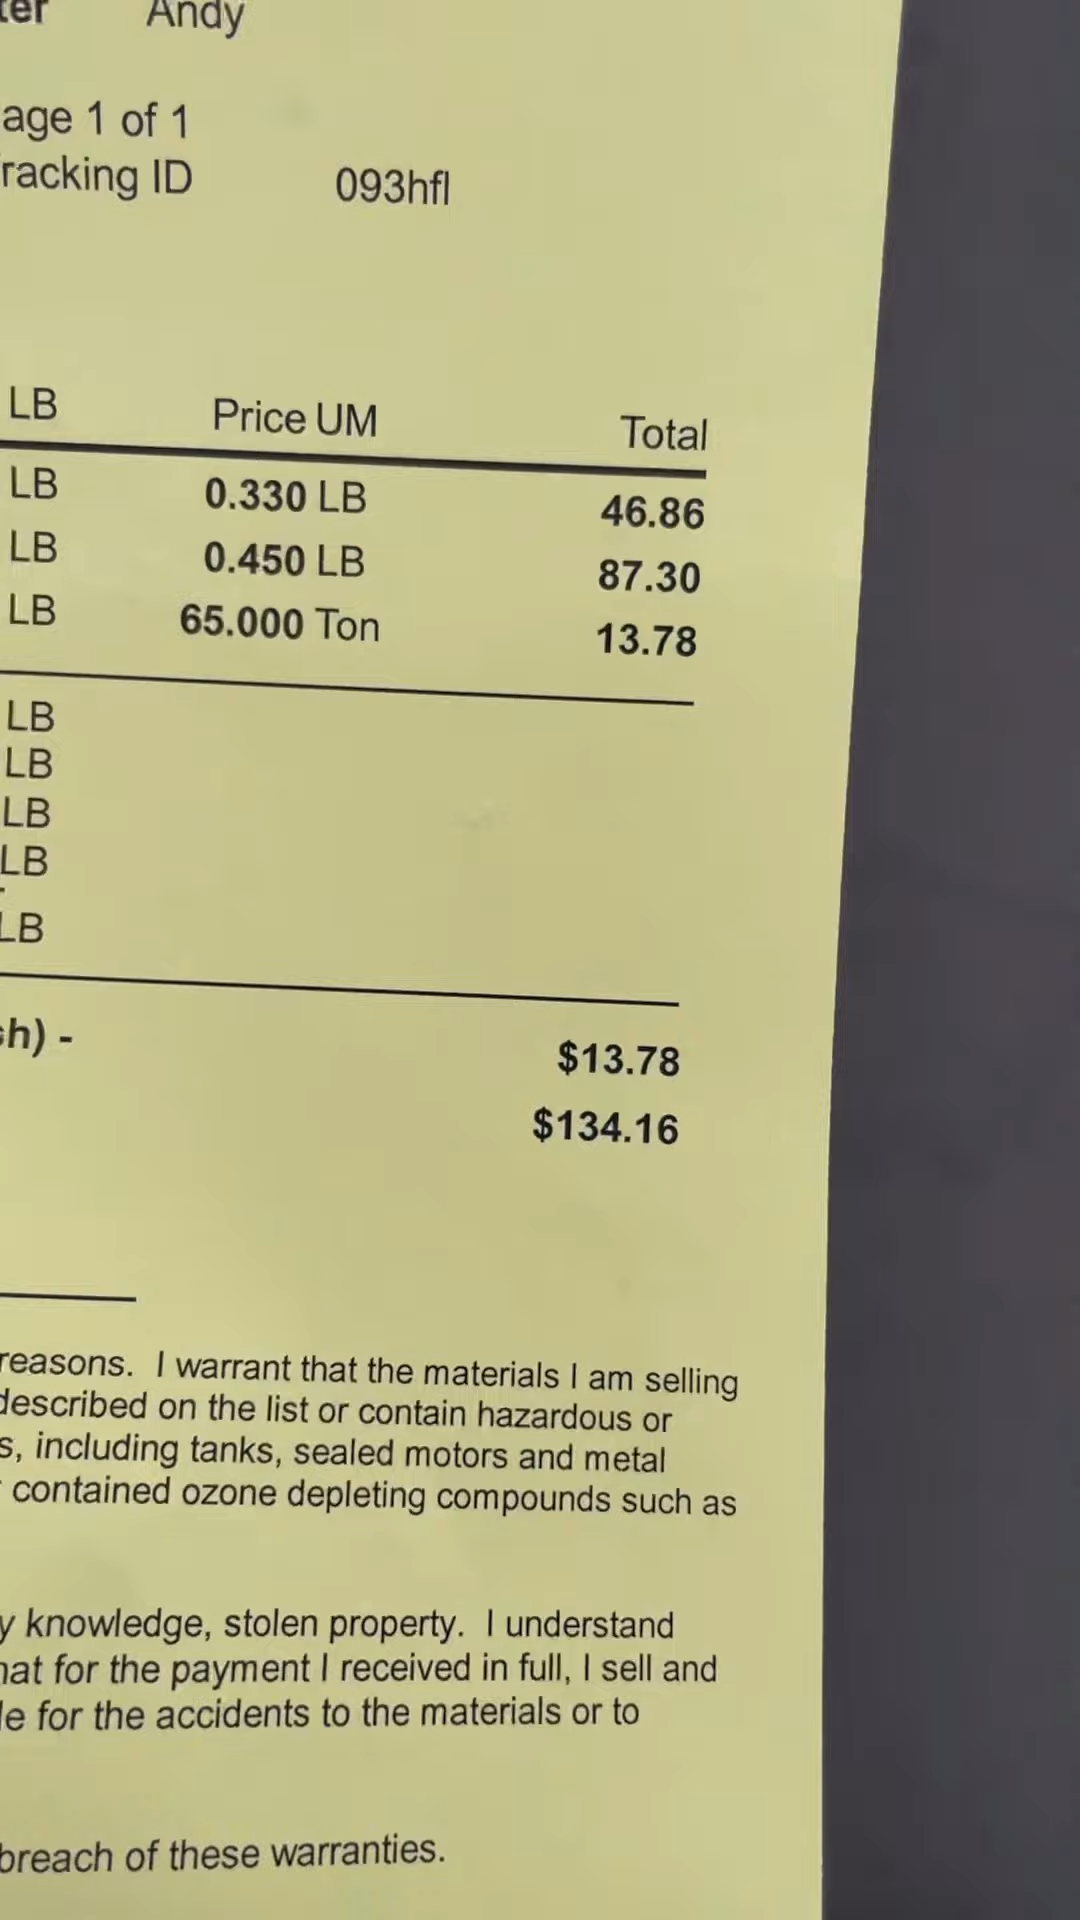 ter Andy
age 1 of 1
racking ID 093hfl
LB Price UM Total
LB 0.330 LB 46.86
LB 0.450 LB 87.30
LB 65.000 Ton 13.78
LB
LB
LB
LB
LB
sh) - $13.78
$134.16
reasons. I warrant that the materials I am selling
described on the list or contain hazardous or
s, including tanks, sealed motors and metal
contained ozone depleting compounds such as
y knowledge, stolen property. I understand
hat for the payment I received in full, I sell and
le for the accidents to the materials or to
breach of these warranties.